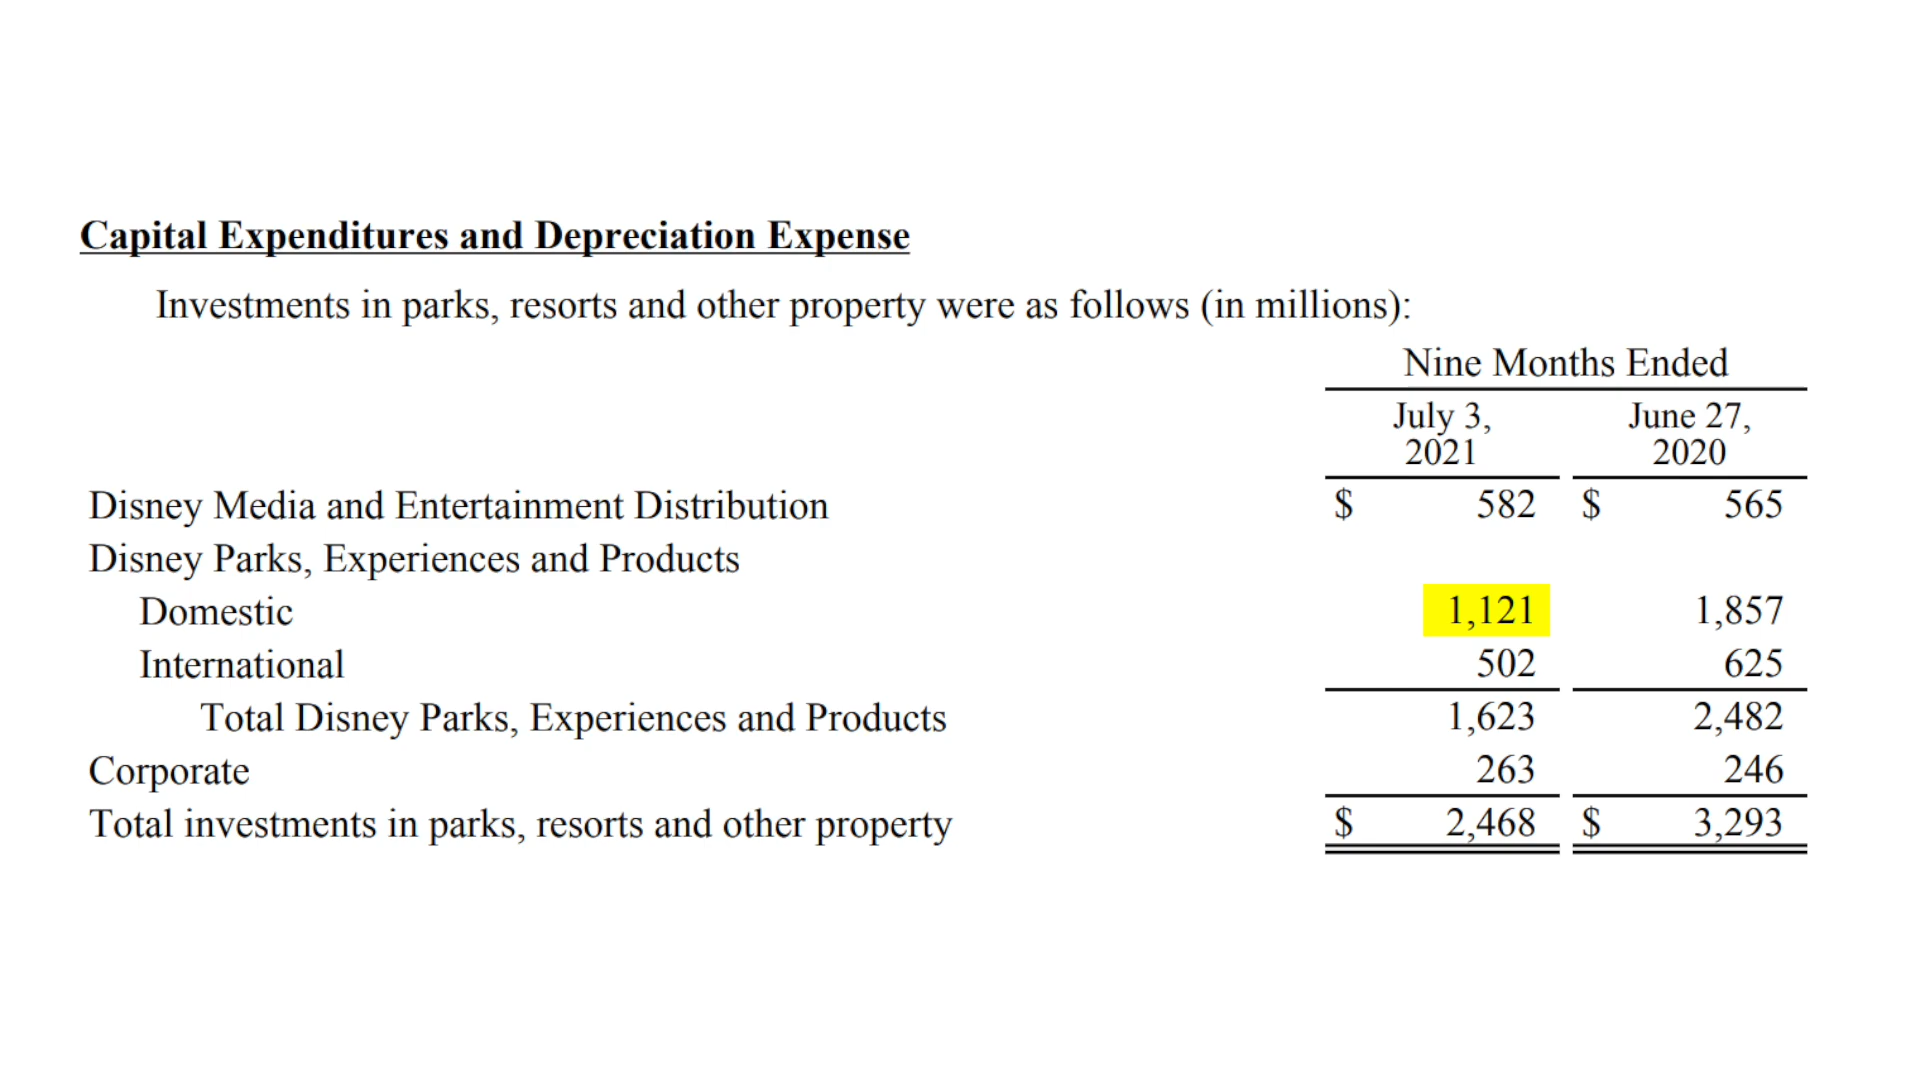 Capital Expenditures and Depreciation Expense
Investments in parks, resorts and other property were as follows (in millions):
Nine Months Ended
July 3, 2021 June 27, 2020
Disney Media and Entertainment Distribution $ 582 $ 565
Disney Parks, Experiences and Products
Domestic 1,121 1,857
International 502 625
Total Disney Parks, Experiences and Products 1,623 2,482
Corporate 263 246
Total investments in parks, resorts and other property $ 2,468 $ 3,293